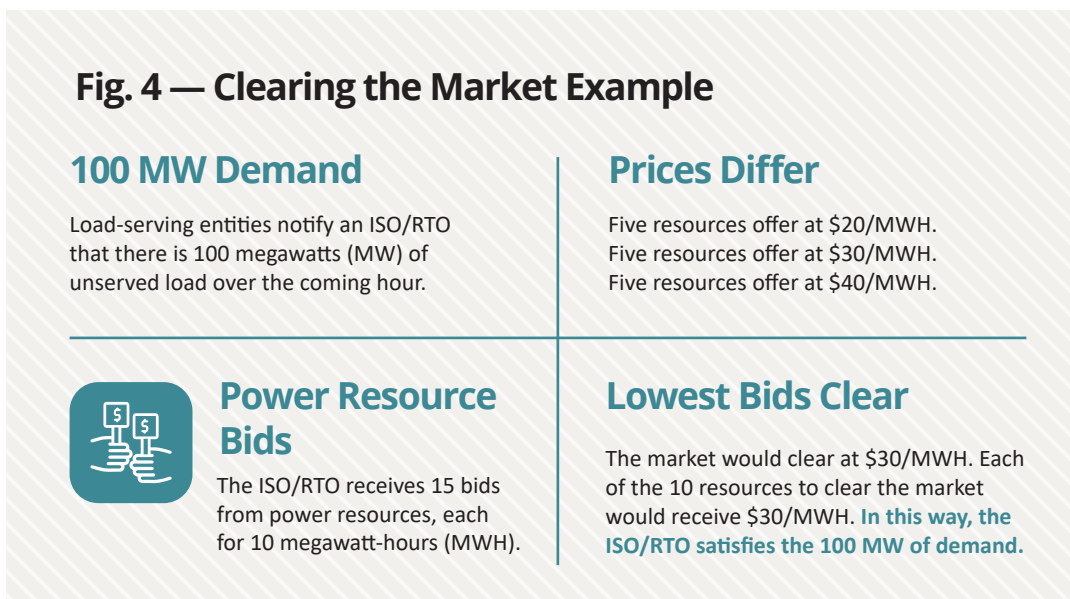 Fig. 4 — Clearing the Market Example
100 MW Demand
Load-serving entities notify an ISO/RTO
that there is 100 megawatts (MW) of
unserved load over the coming hour.
Prices Differ
Five resources offer at $20/MWH.
Five resources offer at $30/MWH.
Five resources offer at $40/MWH.
$
$
Power Resource
Bids
The ISO/RTO receives 15 bids
from power resources, each
for 10 megawatt-hours (MWH).
Lowest Bids Clear
The market would clear at $30/MWH. Each
of the 10 resources to clear the market
would receive $30/MWH. In this way, the
ISO/RTO satisfies the 100 MW of demand.